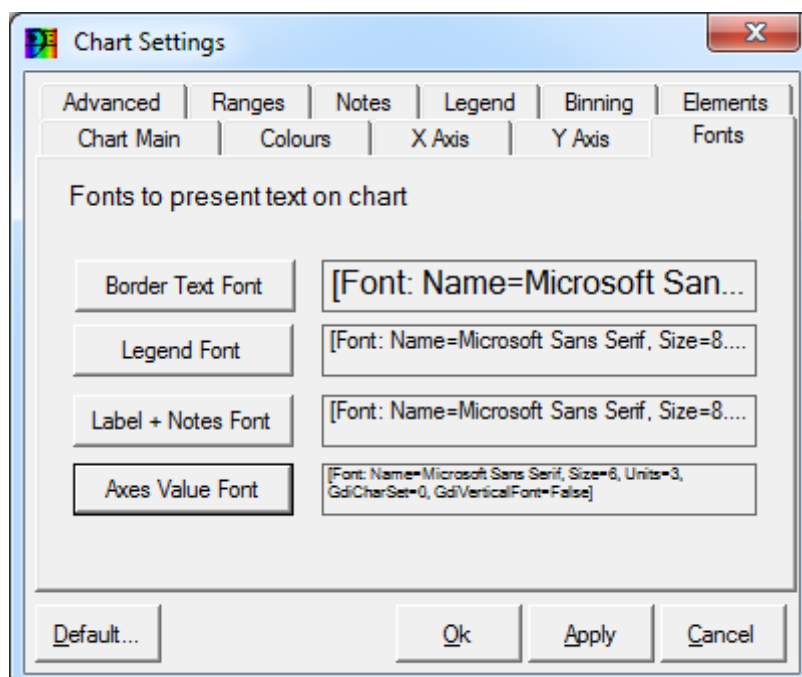 Chart Settings
Advanced Ranges Notes Legend Binning Elements
Chart Main Colours X Axis Y Axis Fonts
Fonts to present text on chart
Border Text Font [Font: Name=Microsoft San...
Legend Font [Font: Name=Microsoft Sans Serif, Size=8....
Label + Notes Font [Font: Name=Microsoft Sans Serif, Size=8....
Axes Value Font [Font: Name=Microsoft Sans Serif, Size=6, Units=3,
GdiCharSet=0, GdiVerticalFont=False]
Default... Ok Apply Cancel